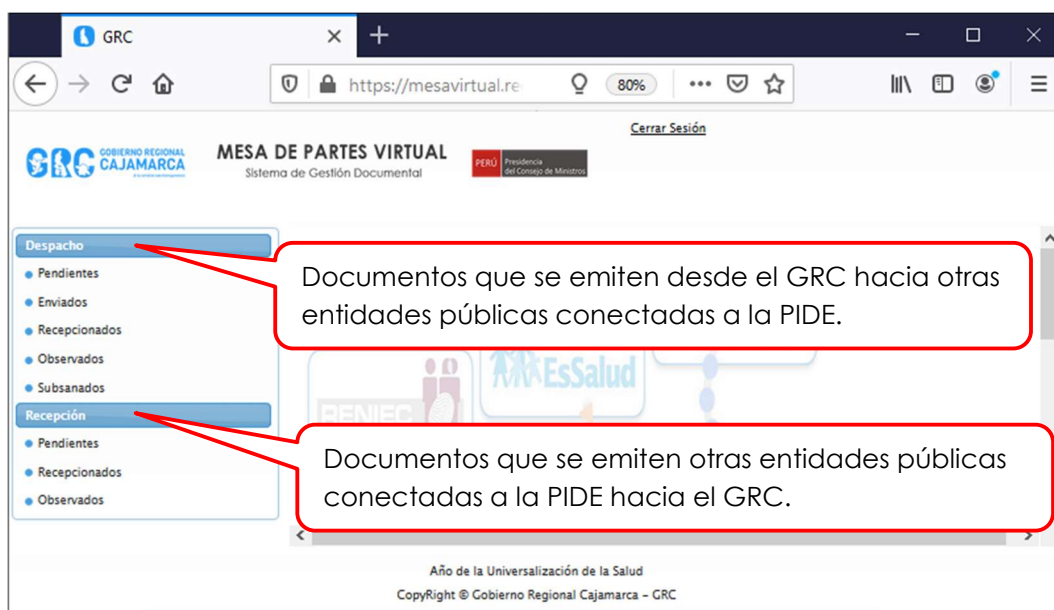 GRC
https://mesavirtual.re
80%
Cerrar Sesión
GRC GOBIERNO REGIONAL
CAJAMARCA
MESA DE PARTES VIRTUAL
Sistema de Gestión Documental
PERÚ Presidencia
del Consejo de Ministros
Despacho
Pendientes
Enviados
Recepcionados
Observados
Subsanados
Recepción
Pendientes
Recepcionados
Observados
Documentos que se emiten desde el GRC hacia otras
entidades públicas conectadas a la PIDE.
EsSalud
RENIEC
Documentos que se emiten otras entidades públicas
conectadas a la PIDE hacia el GRC.
Año de la Universalización de la Salud
CopyRight © Gobierno Regional Cajamarca – GRC